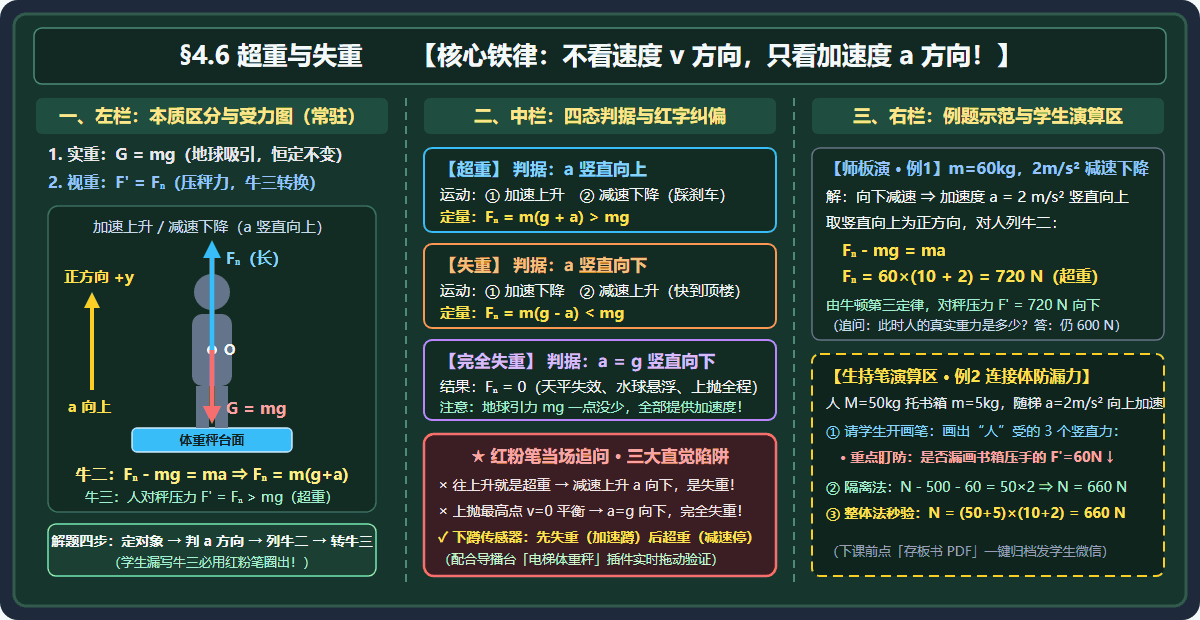 §4.6 超重与失重 【核心铁律：不看速度 v 方向，只看加速度 a 方向！】
一、左栏：本质区分与受力图（常驻）
1. 实重：G = mg（地球吸引，恒定不变）
2. 视重：F' = Fₙ（压秤力，牛三转换）
加速上升 / 减速下降（a 竖直向上）
Fₙ（长）
正方向 +y
O
a 向上
G = mg
体重秤台面
牛二：Fₙ - mg = ma ⇒ Fₙ = m(g+a)
牛三：人对秤压力 F' = Fₙ > mg（超重）
解题四步：定对象 → 判 a 方向 → 列牛二 → 转牛三
（学生漏写牛三必用红粉笔圈出！）
二、中栏：四态判据与红字纠偏
【超重】 判据：a 竖直向上
运动：① 加速上升 ② 减速下降（踩刹车）
定量：Fₙ = m(g + a) > mg
【失重】 判据：a 竖直向下
运动：① 加速下降 ② 减速上升（快到顶楼）
定量：Fₙ = m(g - a) < mg
【完全失重】 判据：a = g 竖直向下
结果：Fₙ = 0（天平失效、水球悬浮、上抛全程）
注意：地球引力 mg 一点没少，全部提供加速度！
★ 红粉笔当场追问 • 三大直觉陷阱
× 往上升就是超重 → 减速上升 a 向下，是失重！
× 上抛最高点 v=0 平衡 → a=g 向下，完全失重！
✓ 下蹲传感器：先失重（加速蹲）后超重（减速停）
（配合导播台「电梯体重秤」插件实时拖动验证）
三、右栏：例题示范与学生演算区
【师板演 • 例1】m=60kg，2m/s² 减速下降
解：向下减速 ⇒ 加速度 a = 2 m/s² 竖直向上
取竖直向上为正方向，对人列牛二：
Fₙ - mg = ma
Fₙ = 60×(10 + 2) = 720 N（超重）
由牛顿第三定律，对秤压力 F' = 720 N 向下
（追问：此时人的真实重力是多少？答：仍 600 N）
【生持笔演算区 • 例2 连接体防漏力】
人 M=50kg 托书箱 m=5kg，随梯 a=2m/s² 向上加速
① 请学生开画笔：画出“人”受的 3 个竖直力：
• 重点盯防：是否漏画书箱压手的 F'=60N ↓
② 隔离法：N - 500 - 60 = 50×2 ⇒ N = 660 N
③ 整体法秒验：N = (50+5)×(10+2) = 660 N
（下课前点「存板书 PDF」一键归档发学生微信）